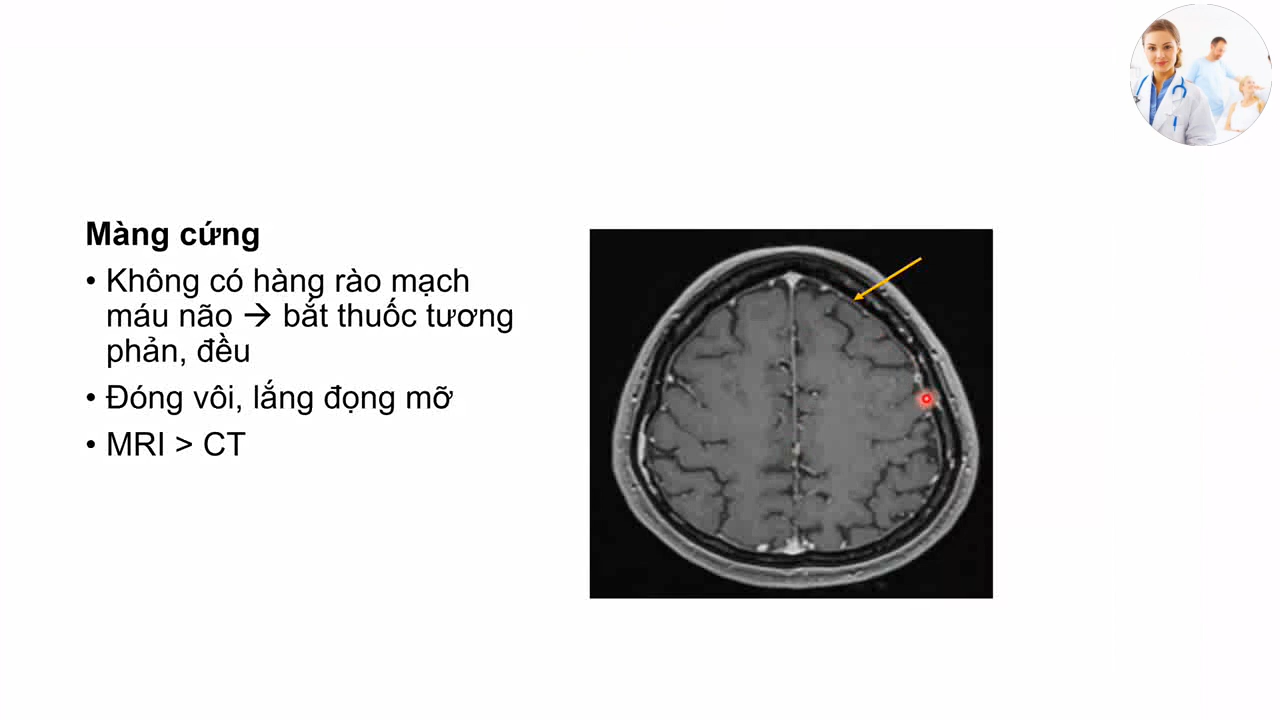 Màng cứng
• Không có hàng rào mạch
máu não → bắt thuốc tương
phản, đều
• Đóng vôi, lắng đọng mỡ
• MRI > CT